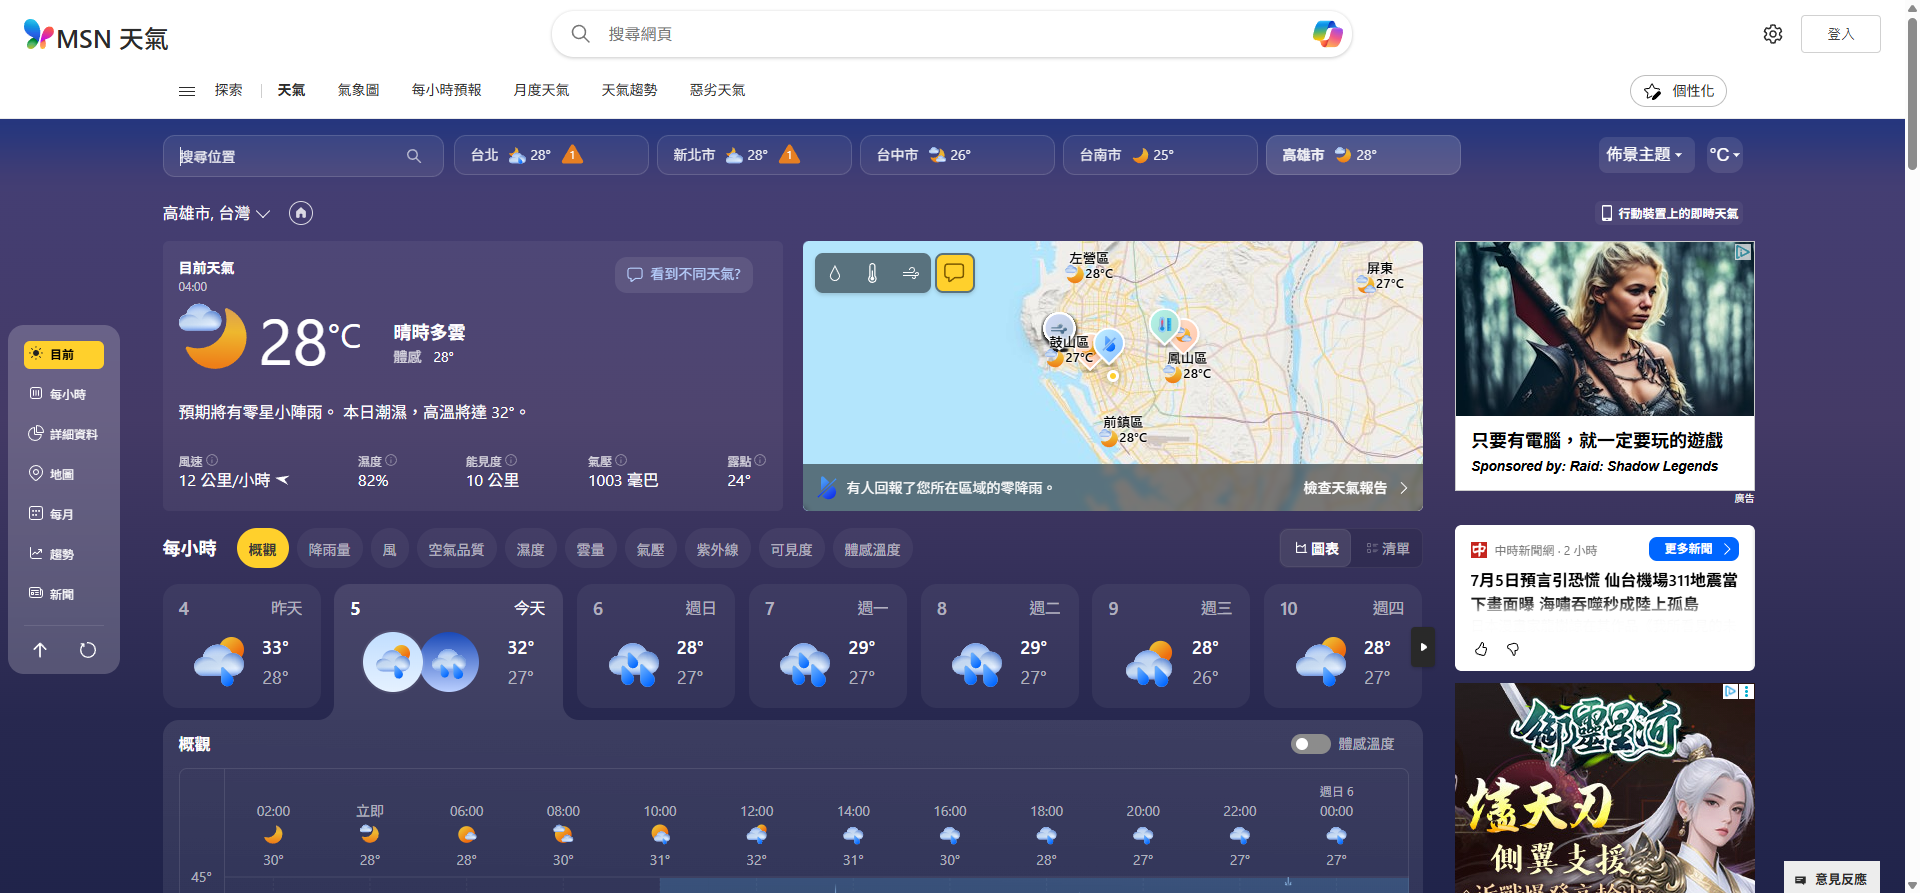 MSN 天氣
搜尋網頁
登入
探索
天氣
氣象圖
每小時預報
月度天氣
天氣趨勢
惡劣天氣
個性化
搜尋位置
台北 28° 1
新北市 28° 1
台中市 26°
台南市 25°
高雄市 28°
佈景主題
°C
高雄市, 台灣
行動裝置上的即時天氣
目前天氣
04:00
看到不同天氣?
28°C
晴時多雲
體感 28°
預期將有零星小陣雨。 本日潮濕，高溫將達 32°。
風速
12 公里/小時
濕度
82%
能見度
10 公里
氣壓
1003 毫巴
露點
24°
左營區
28°C
屏東
27°C
鼓山區
27°C
鳳山區
28°C
前鎮區
28°C
有人回報了您所在區域的零降雨。
檢查天氣報告
只要有電腦，就一定要玩的遊戲
Sponsored by: Raid: Shadow Legends
廣告
目前
每小時
詳細資料
地圖
每月
趨勢
新聞
每小時
概觀
降雨量
風
空氣品質
濕度
雲量
氣壓
紫外線
可見度
體感溫度
圖表
清單
4 昨天
33°
28°
5 今天
32°
27°
6 週日
28°
27°
7 週一
29°
27°
8 週二
29°
27°
9 週三
28°
26°
10 週四
28°
27°
中時新聞網 · 2 小時
更多新聞
7月5日預言引恐慌 仙台機場311地震當
下畫面曝 海嘯吞噬秒成陸上孤島
概觀
體感溫度
週日 6
02:00 立即 06:00 08:00 10:00 12:00 14:00 16:00 18:00 20:00 22:00 00:00
30° 28° 28° 30° 31° 32° 31° 30° 28° 27° 27° 27°
45°
御靈星河
燼天刃
側翼支援
意見反應